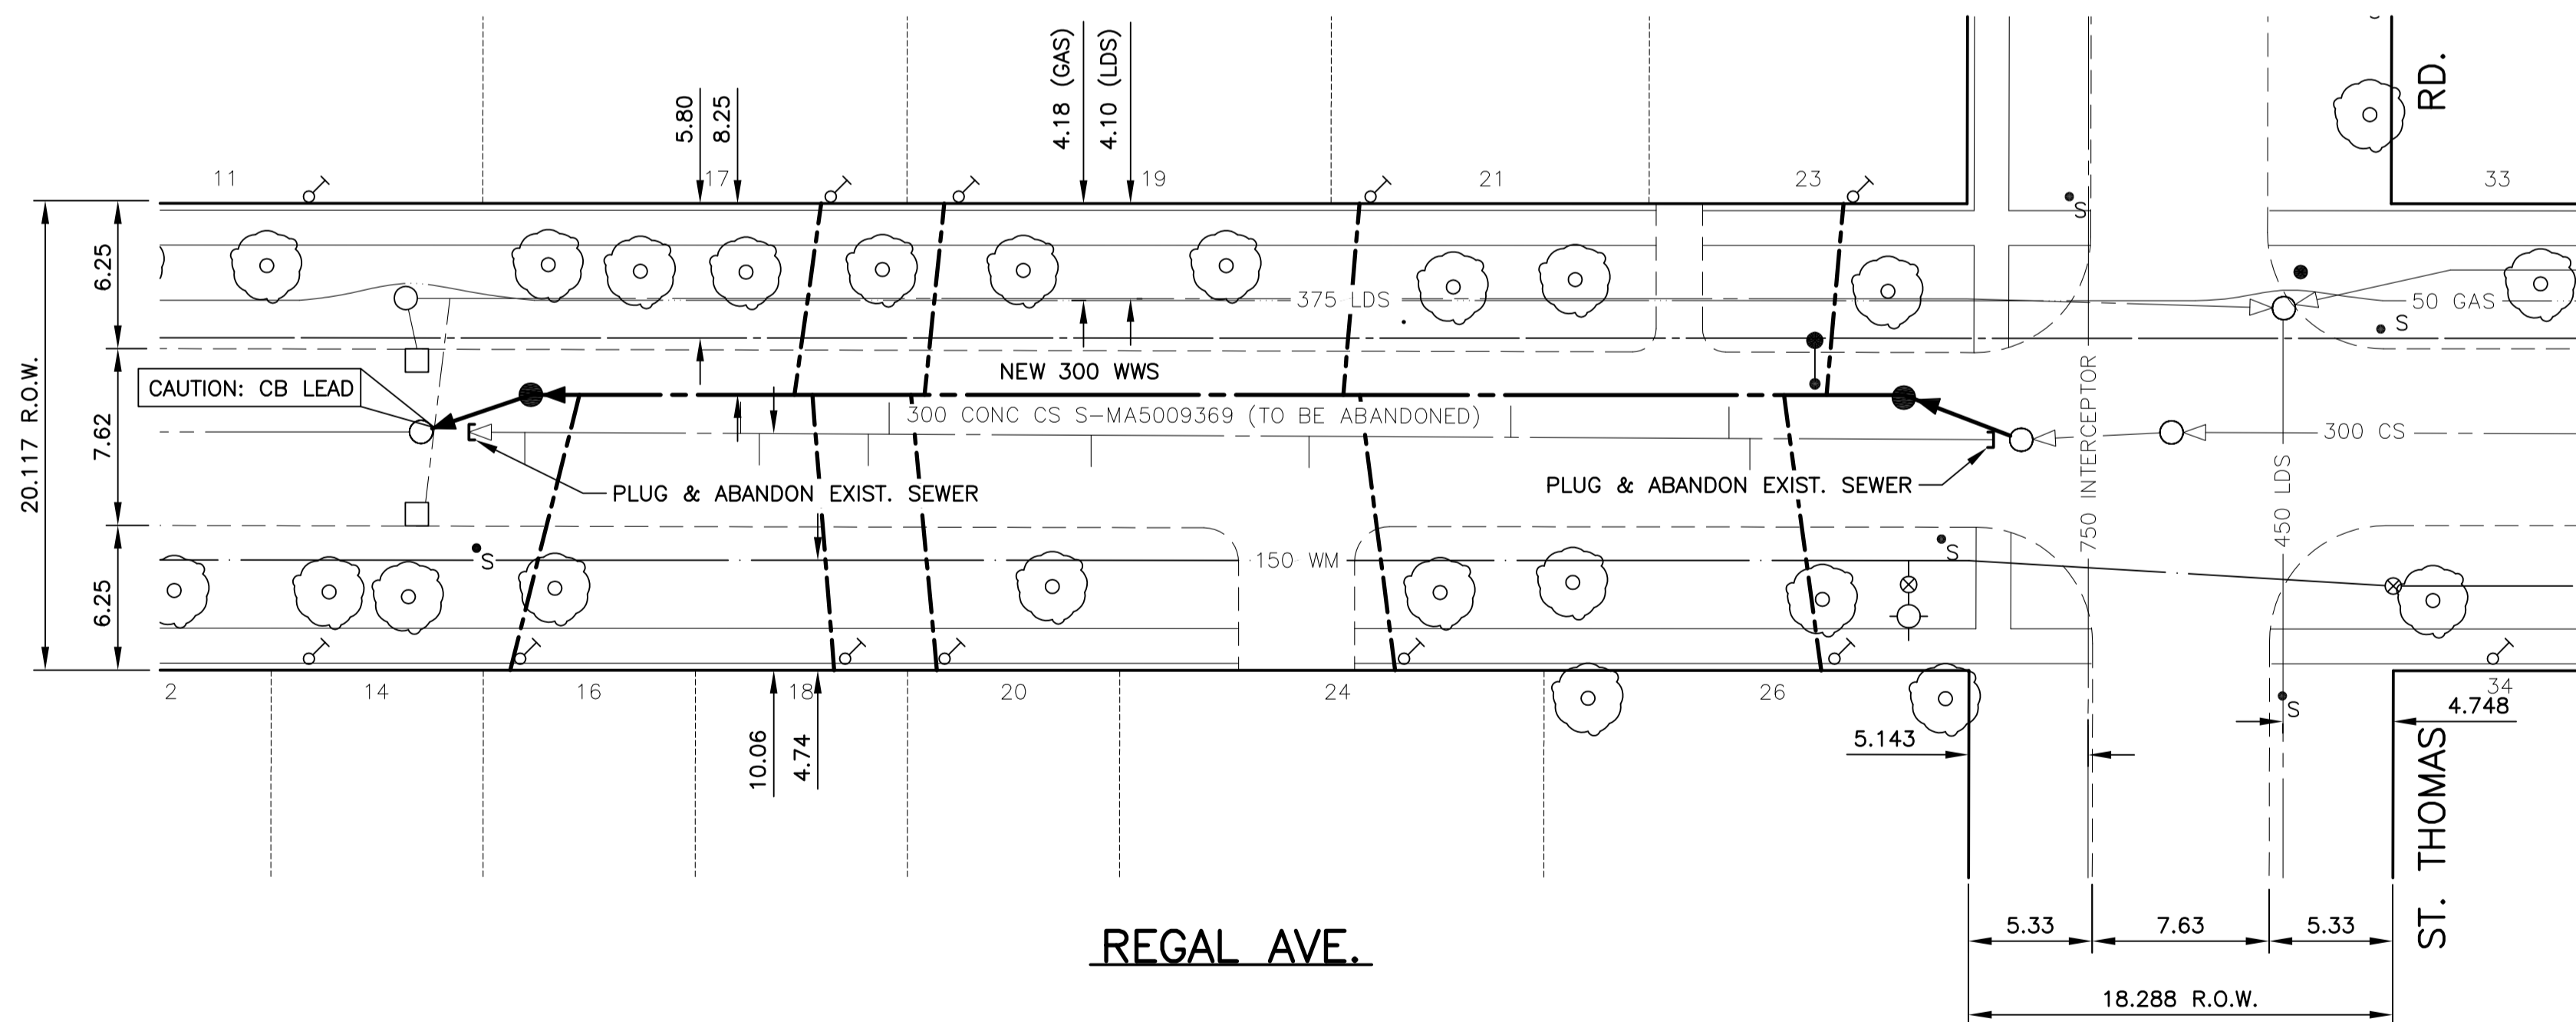 5.80
8.25
4.18 (GAS)
4.10 (LDS)
RD.
11
17
19
21
23
33
S
6.25
375 LDS
50 GAS
S
20.117 R.O.W.
7.62
CAUTION: CB LEAD
NEW 300 WWS
300 CONC CS S-MA5009369 (TO BE ABANDONED)
750 INTERCEPTOR
300 CS
450 LDS
PLUG & ABANDON EXIST. SEWER
PLUG & ABANDON EXIST. SEWER
6.25
S
150 WM
S
2
14
16
18
20
24
26
34
S
4.748
5.143
10.06
4.74
ST. THOMAS
REGAL AVE.
5.33
7.63
5.33
18.288 R.O.W.